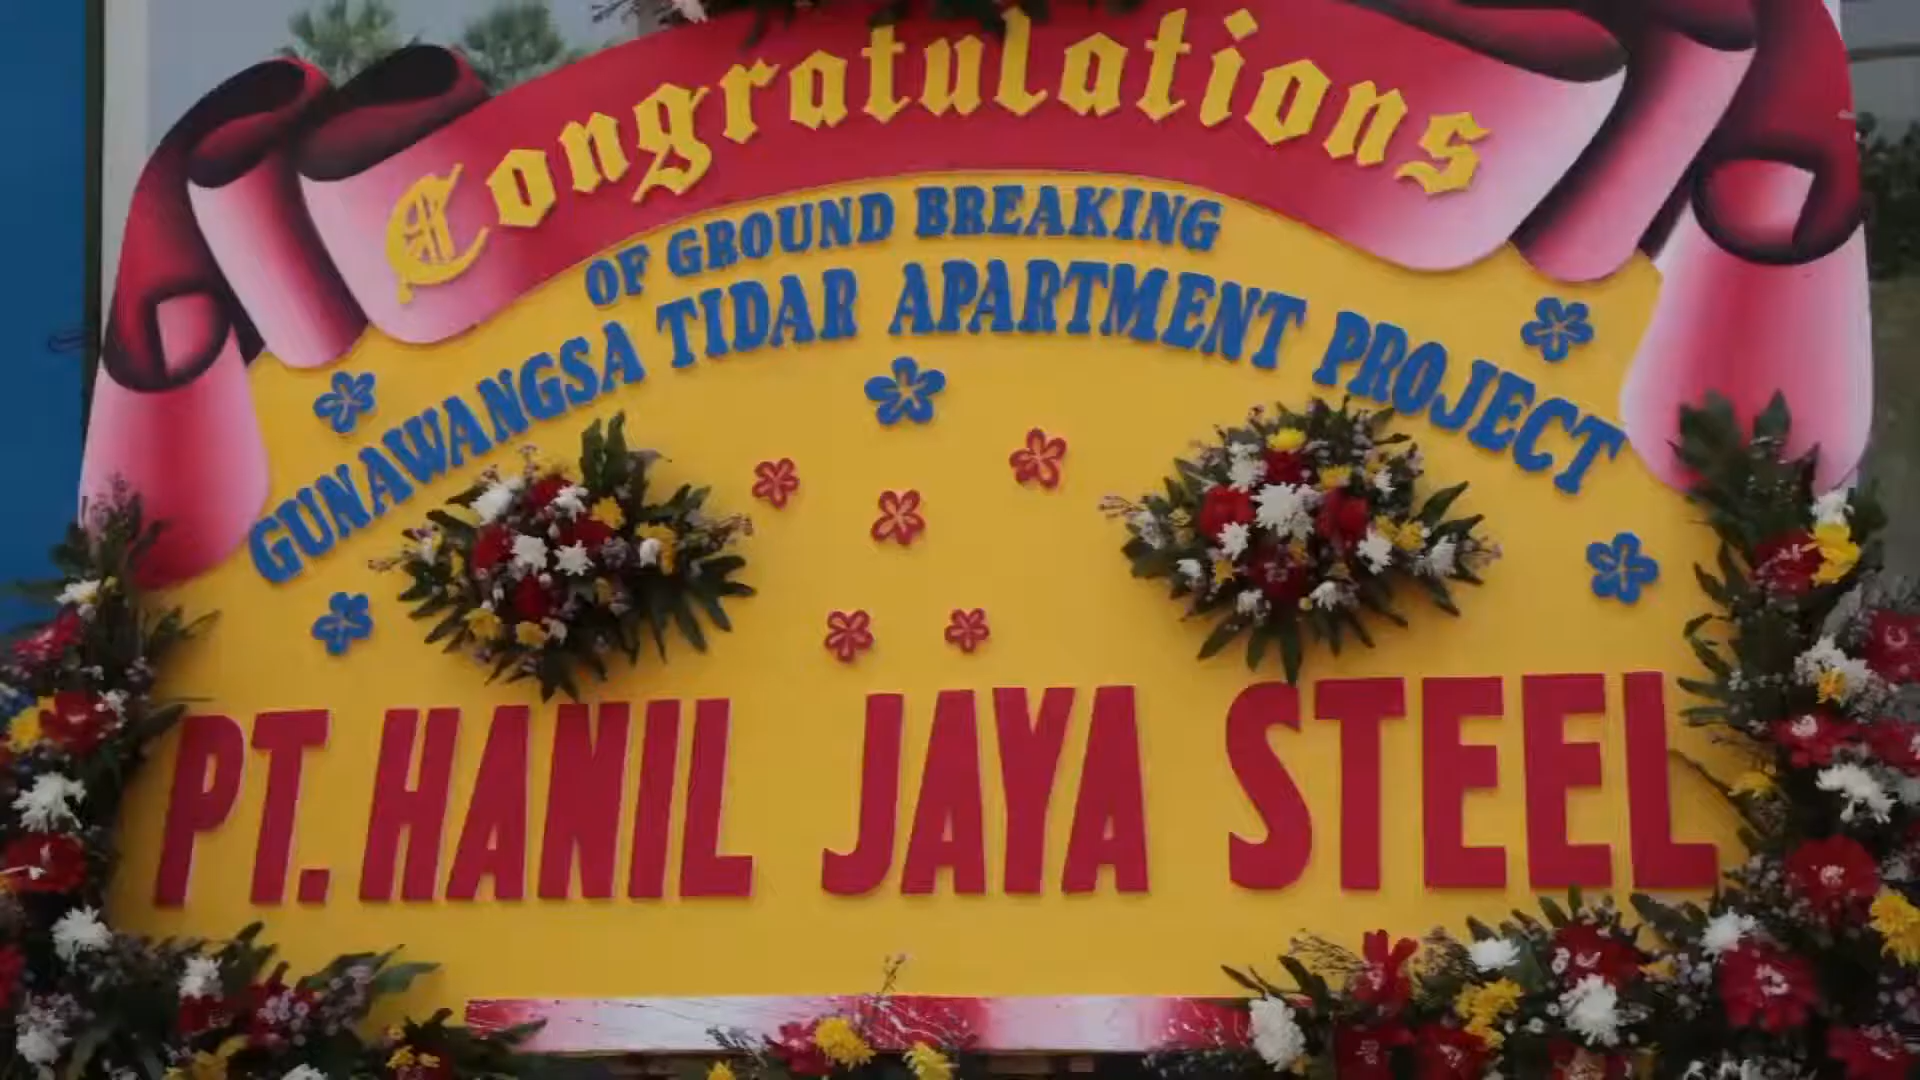 Congratulations
OF GROUND BREAKING
GUNAWANGSA TIDAR APARTMENT PROJECT
PT. HANIL JAYA STEEL